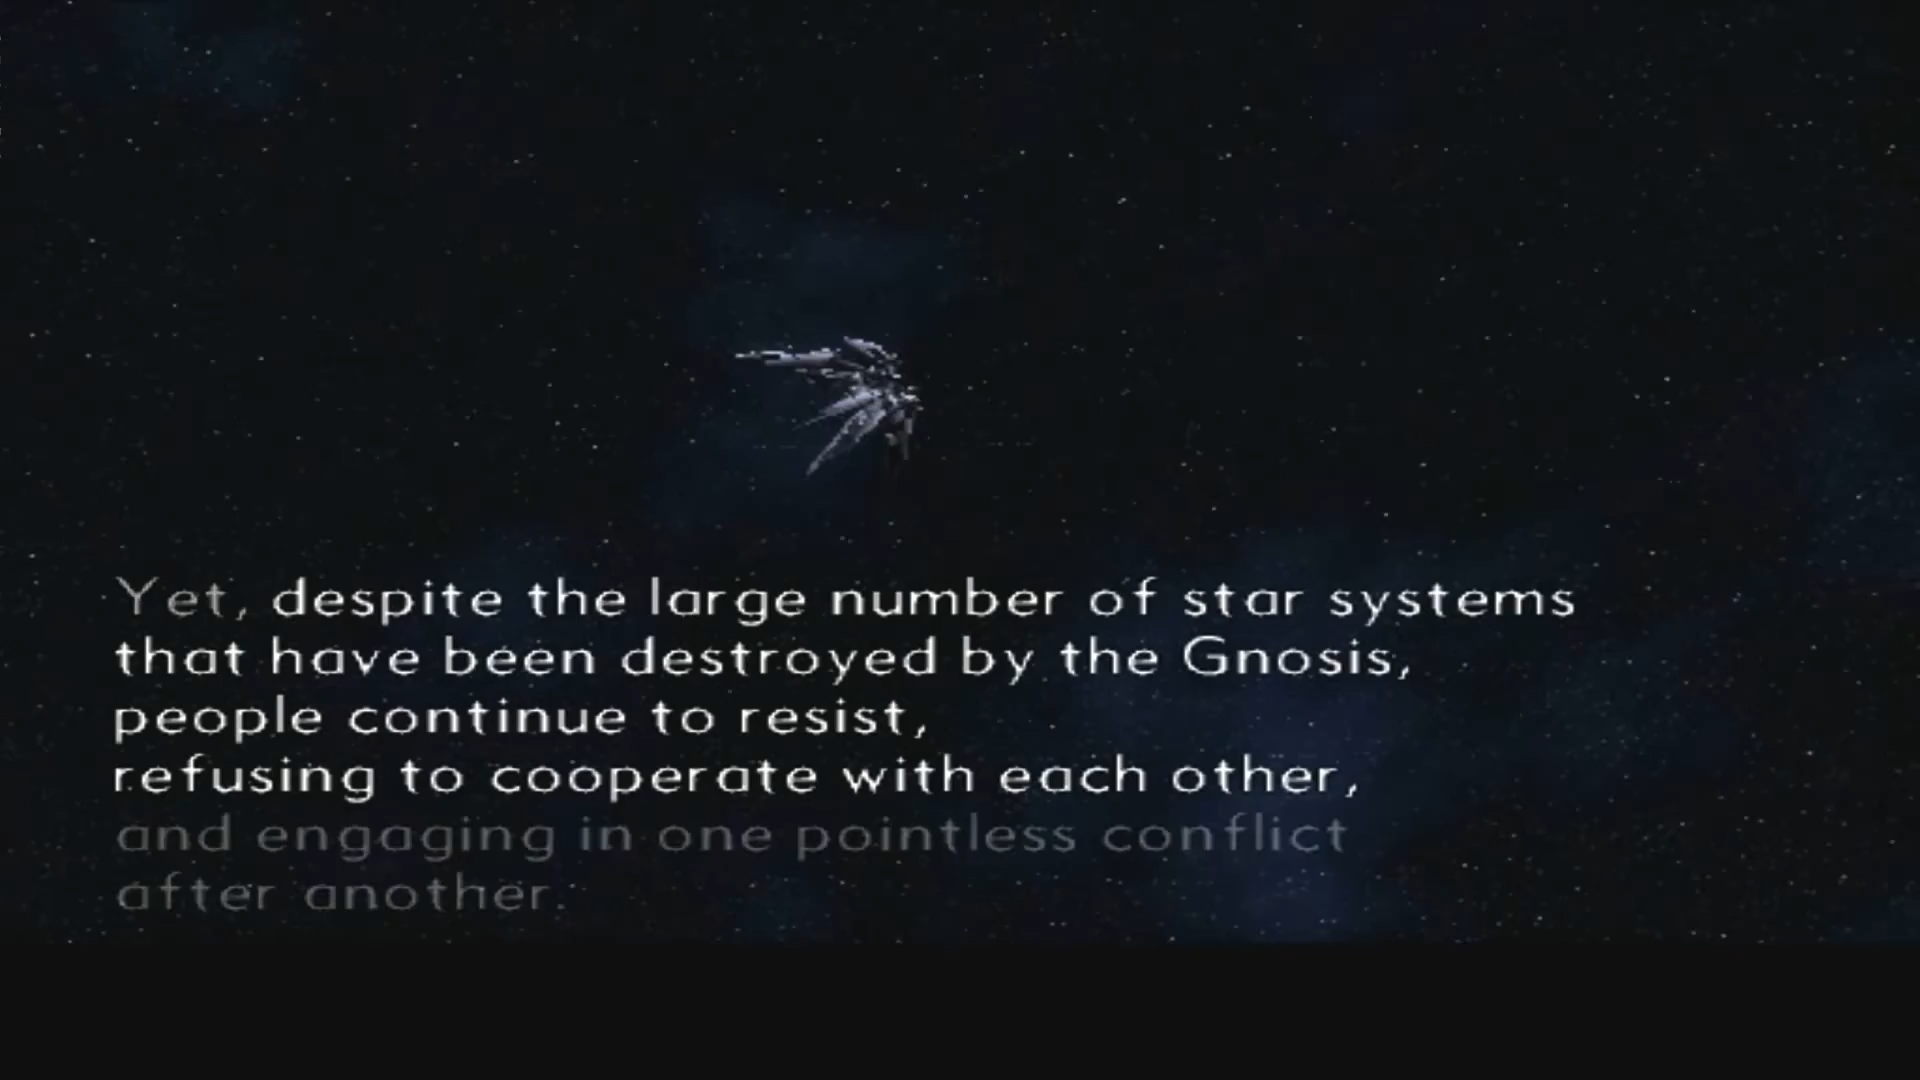 Yet, despite the large number of star systems
that have been destroyed by the Gnosis,
people continue to resist,
refusing to cooperate with each other,
and engaging in one pointless conflict
after another.